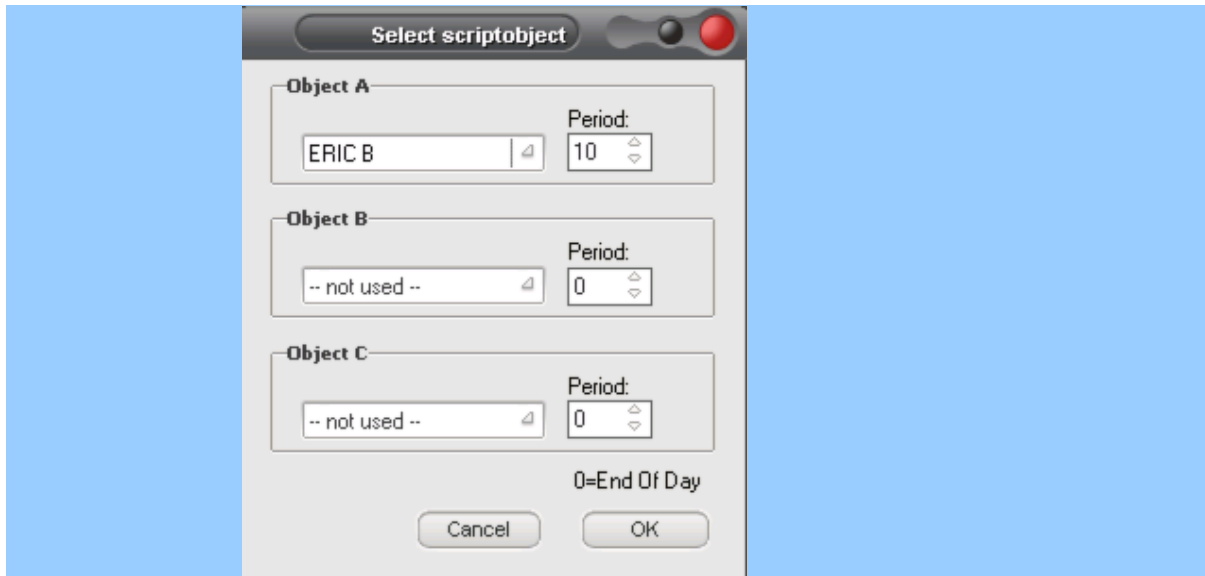 Select scriptobject
Object A
Period:
ERIC B
10
Object B
Period:
-- not used --
0
Object C
Period:
-- not used --
0
0=End Of Day
Cancel
OK